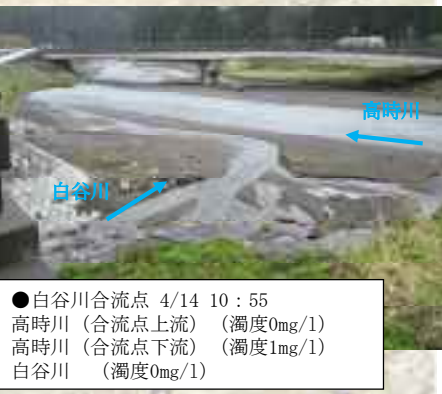 高時川
白谷川
●白谷川合流点 4/14 10：55
高時川（合流点上流）（濁度0mg/l）
高時川（合流点下流）（濁度1mg/l）
白谷川　（濁度0mg/l）